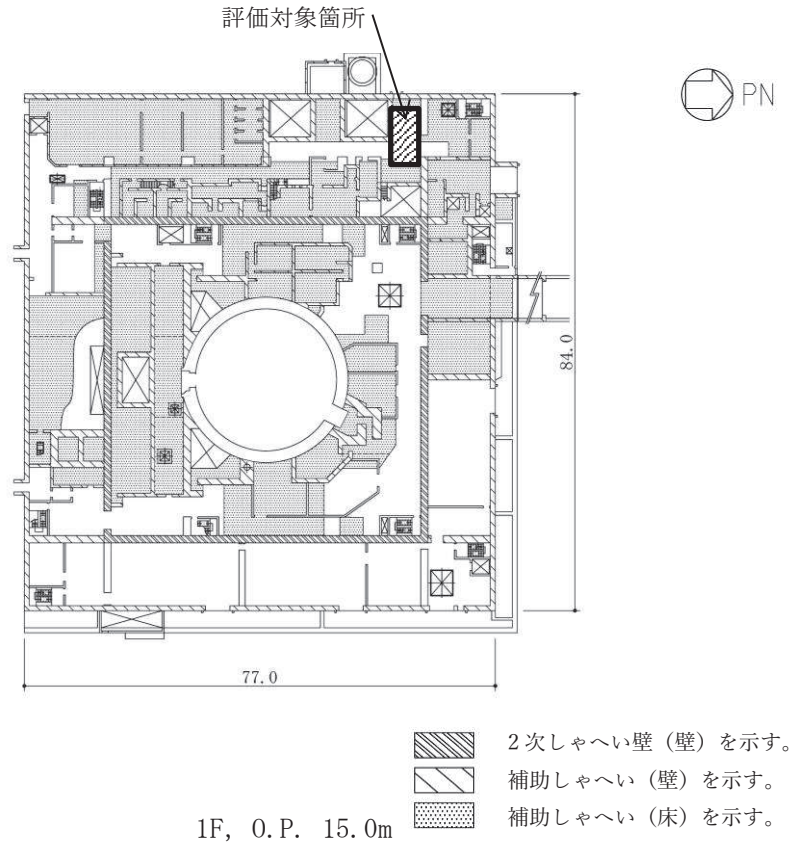 評価対象箇所
PN
84.0
77.0
2次しゃへい壁（壁）を示す。
補助しゃへい（壁）を示す。
補助しゃへい（床）を示す。
1F, O.P. 15.0m